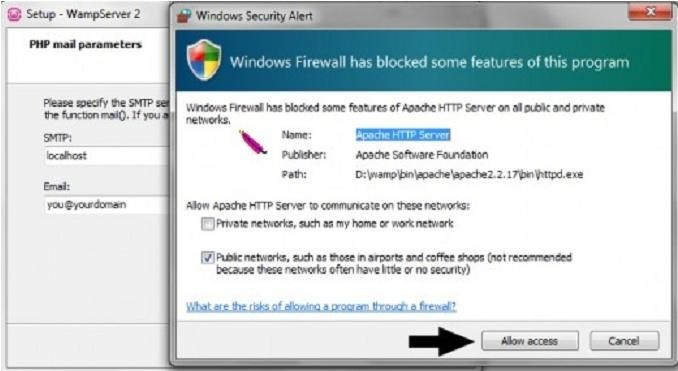 Setup - WampServer 2
PHP mail parameters
Please specify the SMTP ser
the function mail(). If you a
SMTP:
localhost
Email:
you@yourdomain
Windows Security Alert
Windows Firewall has blocked some features of this program
Windows Firewall has blocked some features of Apache HTTP Server on all public and private
networks.
Name: Apache HTTP Server
Publisher: Apache Software Foundation
Path: D:\wamp\bin\apache\apache2.2.17\bin\httpd.exe
Allow Apache HTTP Server to communicate on these networks:
Private networks, such as my home or work network
Public networks, such as those in airports and coffee shops (not recommended
because these networks often have little or no security)
What are the risks of allowing a program through a firewall?
Allow access
Cancel